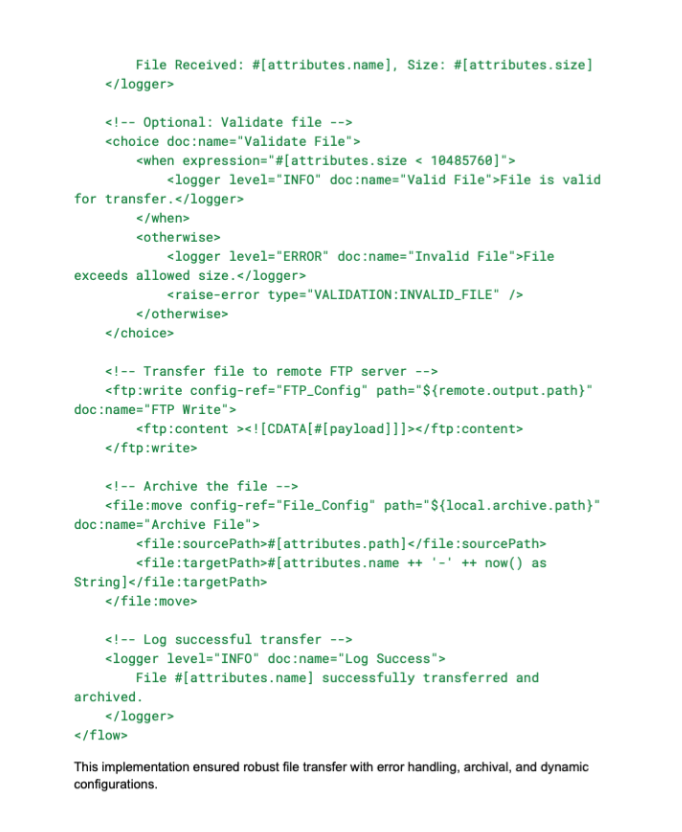 File Received: #[attributes.name], Size: #[attributes.size]
</logger>
<!-- Optional: Validate file -->
<choice doc:name="Validate File">
<when expression="#[attributes.size < 10485760]">
<logger level="INFO" doc:name="Valid File">File is valid
for transfer.</logger>
</when>
<otherwise>
<logger level="ERROR" doc:name="Invalid File">File
exceeds allowed size.</logger>
<raise-error type="VALIDATION:INVALID_FILE" />
</otherwise>
</choice>
<!-- Transfer file to remote FTP server -->
<ftp:write config-ref="FTP_Config" path="${remote.output.path}"
doc:name="FTP Write">
<ftp:content ><![CDATA[#[payload]]]></ftp:content>
</ftp:write>
<!-- Archive the file -->
<file:move config-ref="File_Config" path="${local.archive.path}"
doc:name="Archive File">
<file:sourcePath>#[attributes.path]</file:sourcePath>
<file:targetPath>#[attributes.name ++ '-' ++ now() as
String]</file:targetPath>
</file:move>
<!-- Log successful transfer -->
<logger level="INFO" doc:name="Log Success">
File #[attributes.name] successfully transferred and
archived.
</logger>
</flow>
This implementation ensured robust file transfer with error handling, archival, and dynamic
configurations.